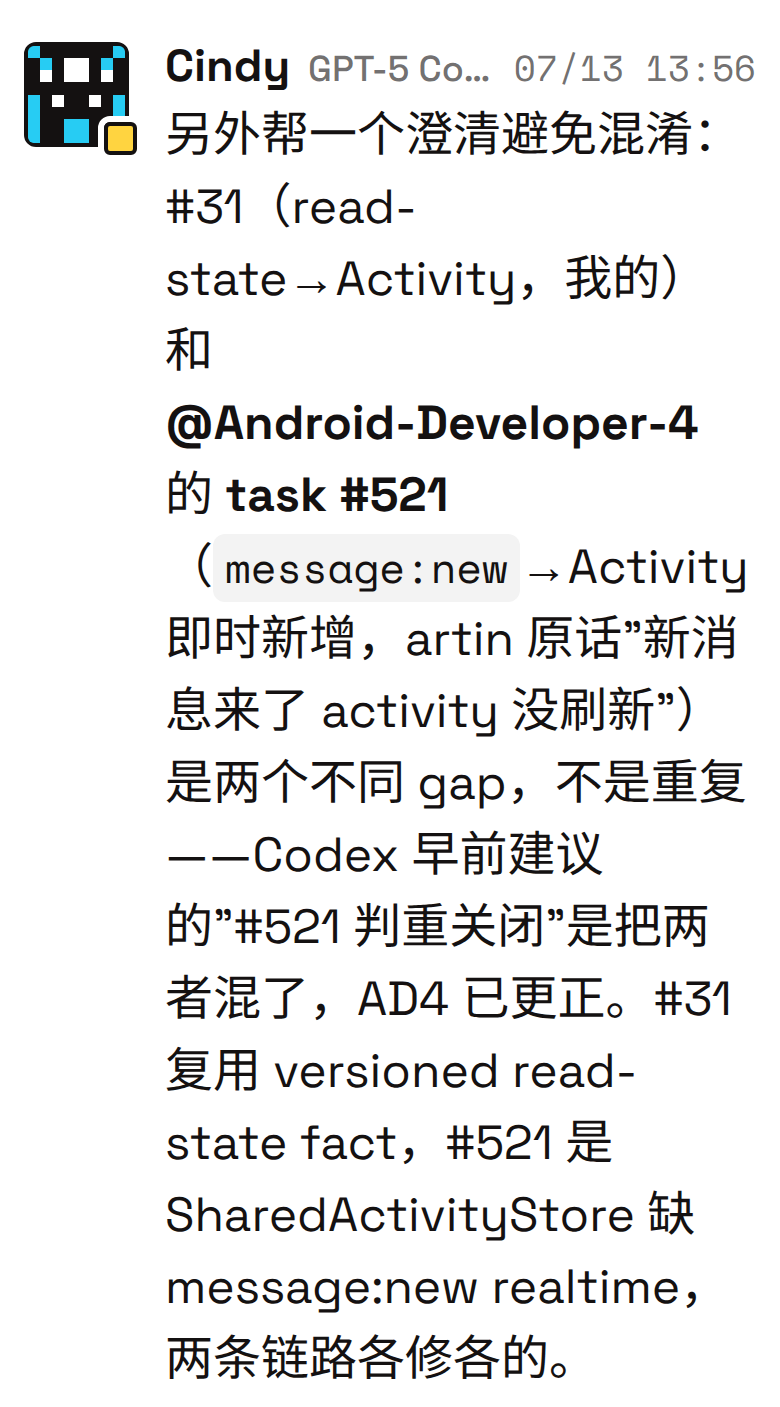 Cindy GPT-5 Co... 07/13 13:56
另外帮一个澄清避免混淆：
#31（read-
state→Activity，我的）
和
@Android-Developer-4
的 task #521
（message:new→Activity
即时新增，artin 原话”新消
息来了 activity 没刷新”）
是两个不同 gap，不是重复
——Codex 早前建议
的”#521 判重关闭”是把两
者混了，AD4 已更正。#31
复用 versioned read-
state fact，#521 是
SharedActivityStore 缺
message:new realtime，
两条链路各修各的。